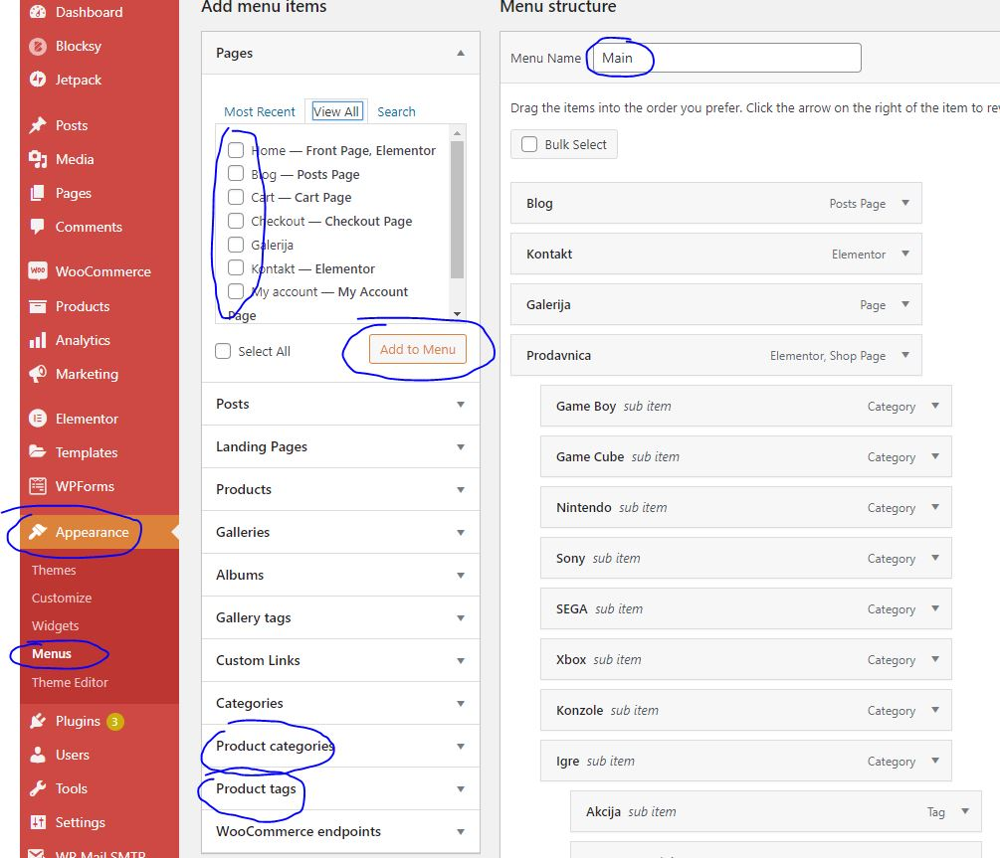 Dashboard
Blocksy
Jetpack
Posts
Media
Pages
Comments
WooCommerce
Products
Analytics
Marketing
Elementor
Templates
WPForms
Appearance
Themes
Customize
Widgets
Menus
Theme Editor
Plugins 3
Users
Tools
Settings
WP Mail SMTP
Add menu items
Pages
Most Recent View All Search
Home — Front Page, Elementor
Blog — Posts Page
Cart — Cart Page
Checkout — Checkout Page
Galerija
Kontakt — Elementor
My account — My Account
Page
Select All Add to Menu
Posts
Landing Pages
Products
Galleries
Albums
Gallery tags
Custom Links
Categories
Product categories
Product tags
WooCommerce endpoints
Menu structure
Menu Name Main
Drag the items into the order you prefer. Click the arrow on the right of the item to
Bulk Select
Blog Posts Page
Kontakt Elementor
Galerija Page
Prodavnica Elementor, Shop Page
Game Boy sub item Category
Game Cube sub item Category
Nintendo sub item Category
Sony sub item Category
SEGA sub item Category
Xbox sub item Category
Konzole sub item Category
Igre sub item Category
Akcija sub item Tag